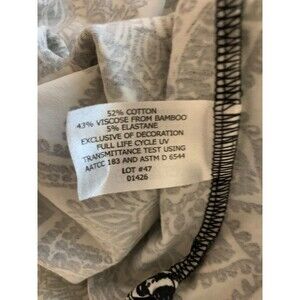 52% COTTON
43% VISCOSE FROM BAMBOO
5% ELASTANE
EXCLUSIVE OF DECORATION
FULL LIFE CYCLE UV
TRANSMITTANCE TEST USING
AATCC 183 AND ASTM D 6544
LOT #47
01426